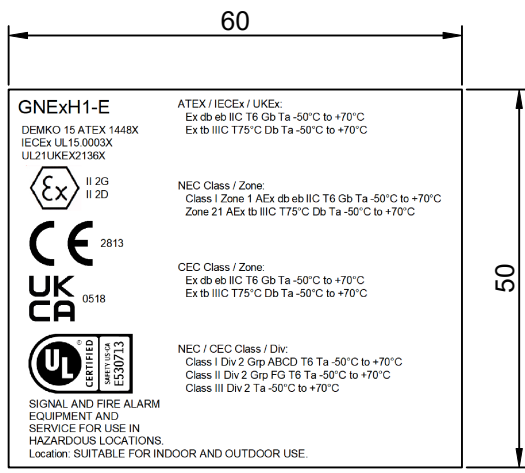 60
GNExH1-E
DEMKO 15 ATEX 1448X
IECEx UL15.0003X
UL21UKEX2136X
Ex
II 2G
II 2D
CE 2813
UK
CA 0518
UL
®
CERTIFIED
SAFETY US-CA
E530713
SIGNAL AND FIRE ALARM
EQUIPMENT AND
SERVICE FOR USE IN
HAZARDOUS LOCATIONS.
Location: SUITABLE FOR INDOOR AND OUTDOOR USE.
ATEX / IECEx / UKEx:
Ex db eb IIC T6 Gb Ta -50°C to +70°C
Ex tb IIIC T75°C Db Ta -50°C to +70°C
NEC Class / Zone:
Class I Zone 1 AEx db eb IIC T6 Gb Ta -50°C to +70°C
Zone 21 AEx tb IIIC T75°C Db Ta -50°C to +70°C
CEC Class / Zone:
Ex db eb IIC T6 Gb Ta -50°C to +70°C
Ex tb IIIC T75°C Db Ta -50°C to +70°C
NEC / CEC Class / Div:
Class I Div 2 Grp ABCD T6 Ta -50°C to +70°C
Class II Div 2 Grp FG T6 Ta -50°C to +70°C
Class III Div 2 Ta -50°C to +70°C
50